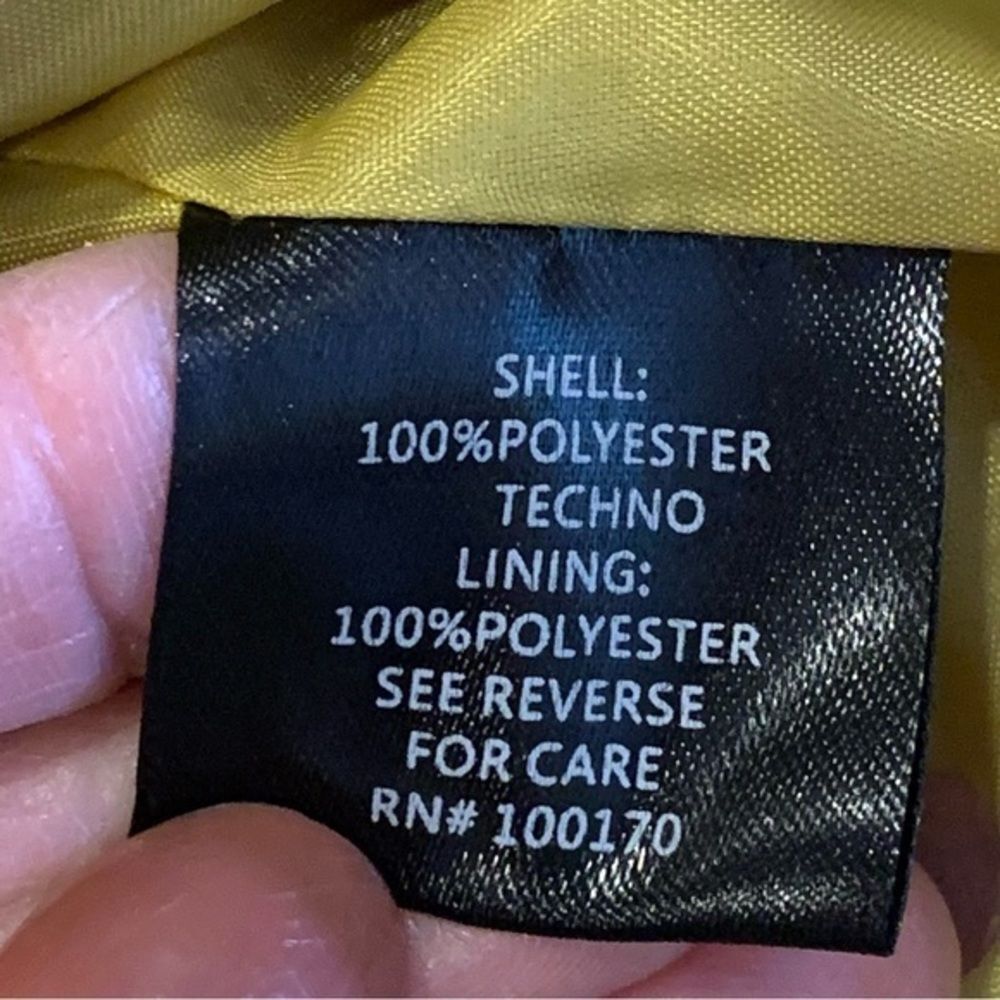 SHELL:
100%POLYESTER
TECHNO
LINING:
100%POLYESTER
SEE REVERSE
FOR CARE
RN# 100170